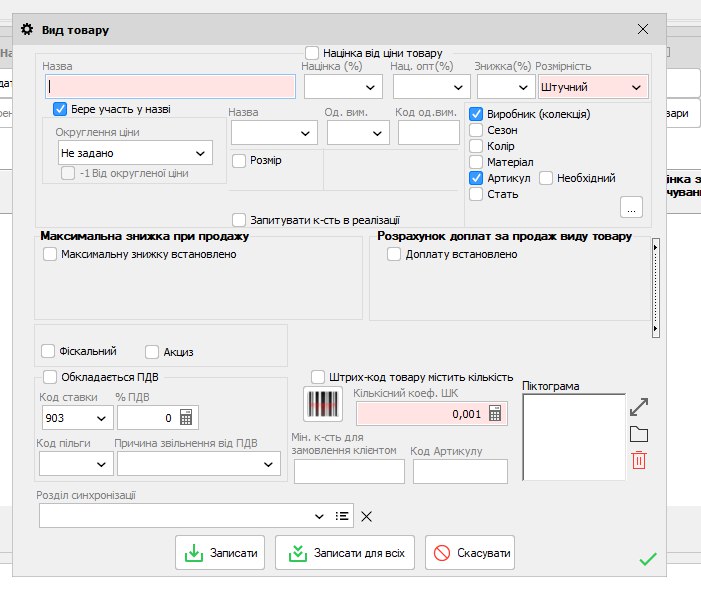 Вид товару
Націнка від ціни товару
Назва
Націнка (%)
Нац. опт(%)
Знижка(%)
Розмірність
Штучний
Бере участь у назві
Округлення ціни
Не задано
-1 Від округленої ціни
Назва
Од. вим.
Код од.вим.
Розмір
Запитувати к-сть в реалізації
Виробник (колекція)
Сезон
Колір
Матеріал
Артикул
Необхідний
Стать
...
Максимальна знижка при продажу
Максимальну знижку встановлено
Розрахунок доплат за продаж виду товару
Доплату встановлено
Фіскальний
Акциз
Обкладається ПДВ
Код ставки
% ПДВ
903
0
Код пільги
Причина звільнення від ПДВ
Штрих-код товару містить кількість
Кількісний коеф. ШК
0,001
Мін. к-сть для
замовлення клієнтом
Код Артикулу
Піктограма
Розділ синхронізації
Записати
Записати для всіх
Скасувати